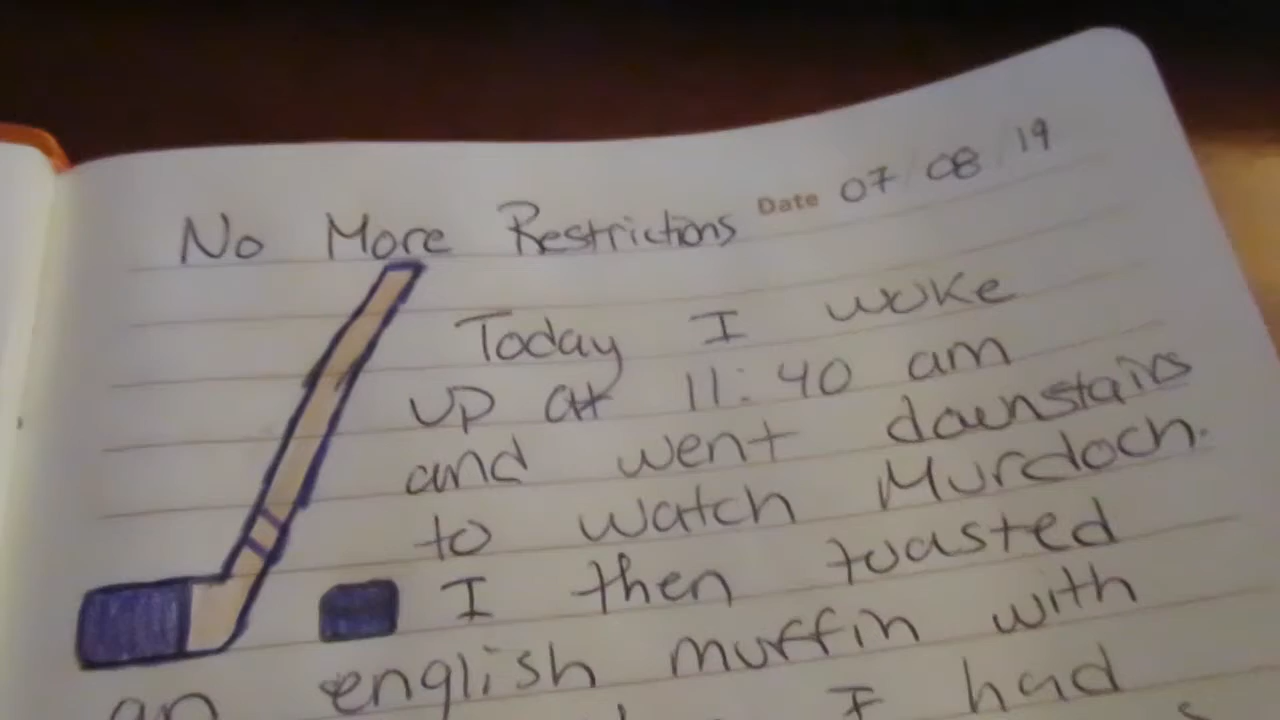 No More Restrictions Date 07 08 19
Today I woke
up at 11:40 am
and went downstairs
to watch Murdoch.
I then toasted
an english muffin with
I had